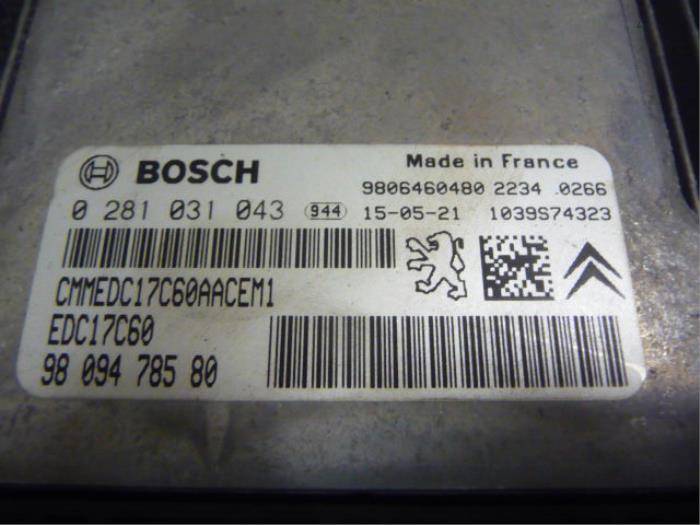 BOSCH Made in France
9806460480 2234 .0266
0 281 031 043 944 15-05-21 1039S74323
CMMEDC17C60AACEM1
EDC17C60
98 094 785 80